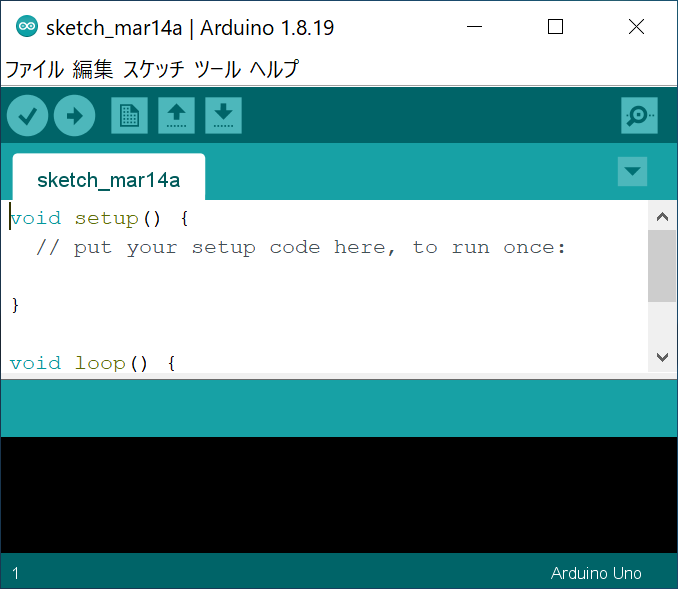 sketch_mar14a | Arduino 1.8.19
ファイル 編集 スケッチ ツール ヘルプ
sketch_mar14a
void setup() {
  // put your setup code here, to run once:
}
void loop() {
1
Arduino Uno